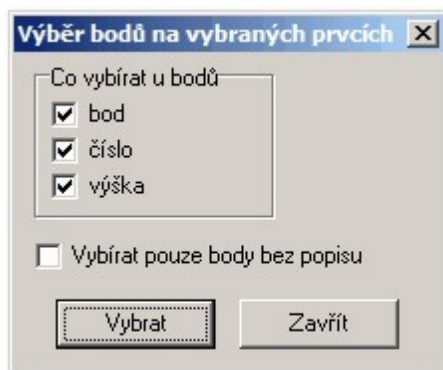 Výběr bodů na vybraných prvcích
Co vybírat u bodů
bod
číslo
výška
Vybírat pouze body bez popisu
Vybrat
Zavřít